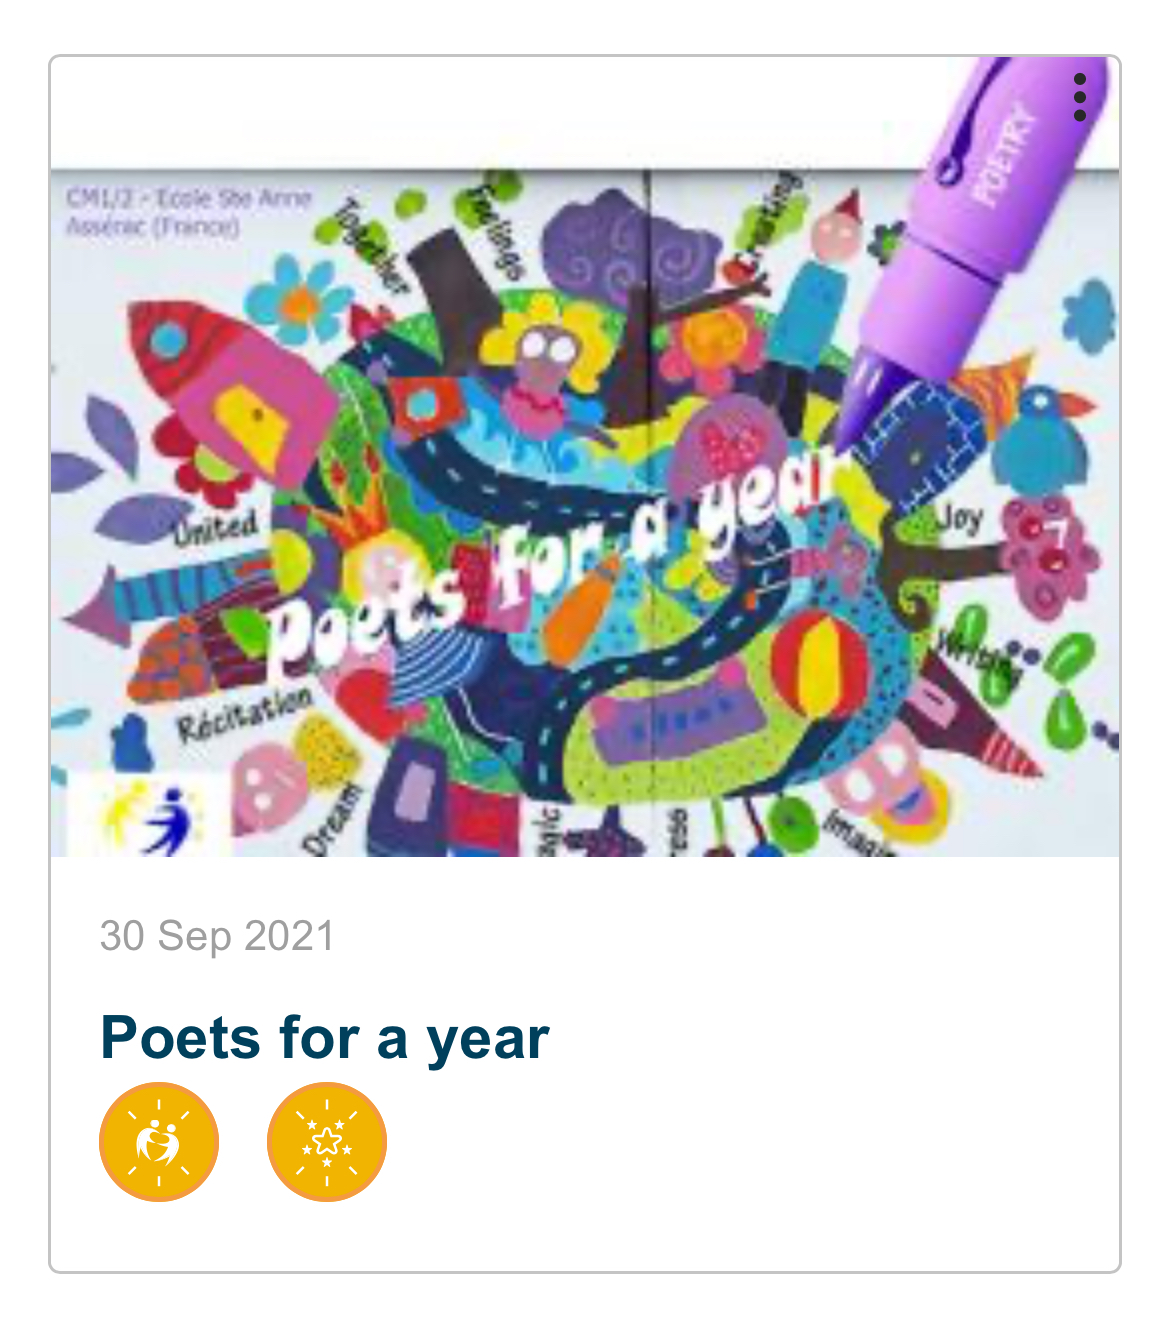 POETRY
CM1/2 - Ecole Ste Anne
Assérac (France)
Together
Feelings
Creating
United
Joy
Poets for a year
Writing
Récitation
Dream
Imagin
30 Sep 2021
Poets for a year